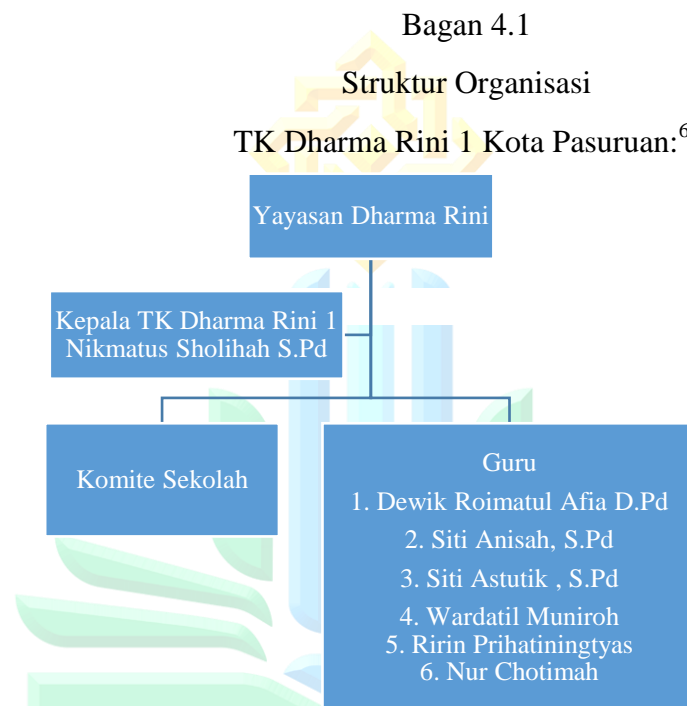 Bagan 4.1
Struktur Organisasi
TK Dharma Rini 1 Kota Pasuruan:⁶
Yayasan Dharma Rini
Kepala TK Dharma Rini 1
Nikmatus Sholihah S.Pd
Komite Sekolah
Guru
1. Dewik Roimatul Afia D.Pd
2. Siti Anisah, S.Pd
3. Siti Astutik , S.Pd
4. Wardatil Muniroh
5. Ririn Prihatiningtyas
6. Nur Chotimah